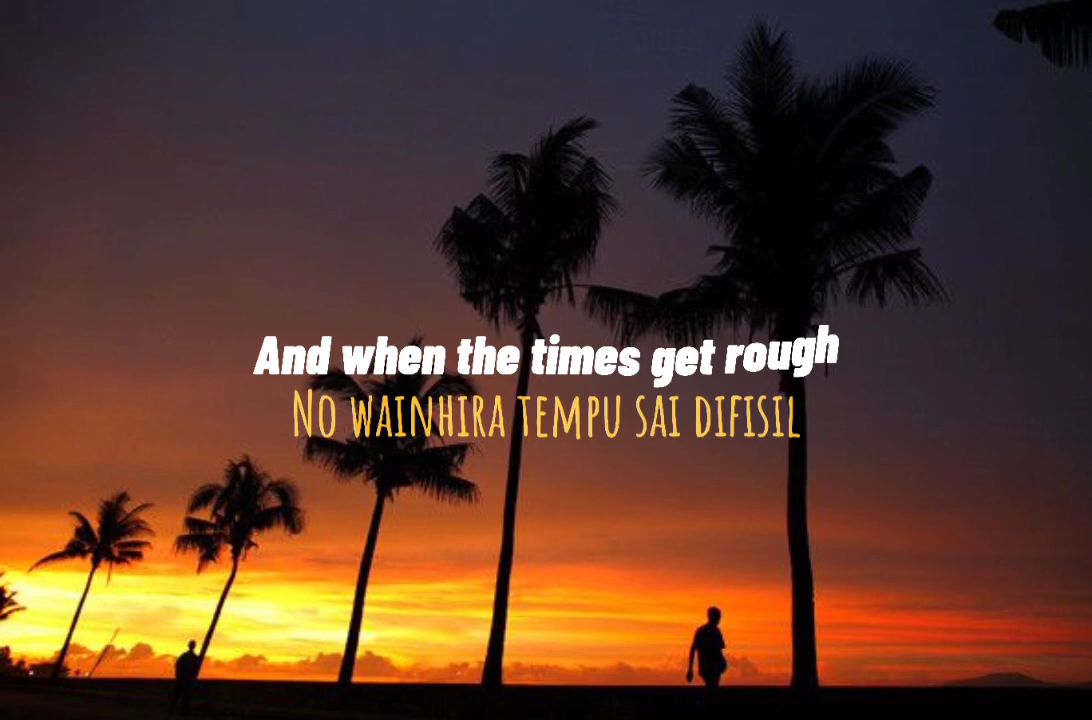 And when the times get rough
No wainhira tempu sai difisil